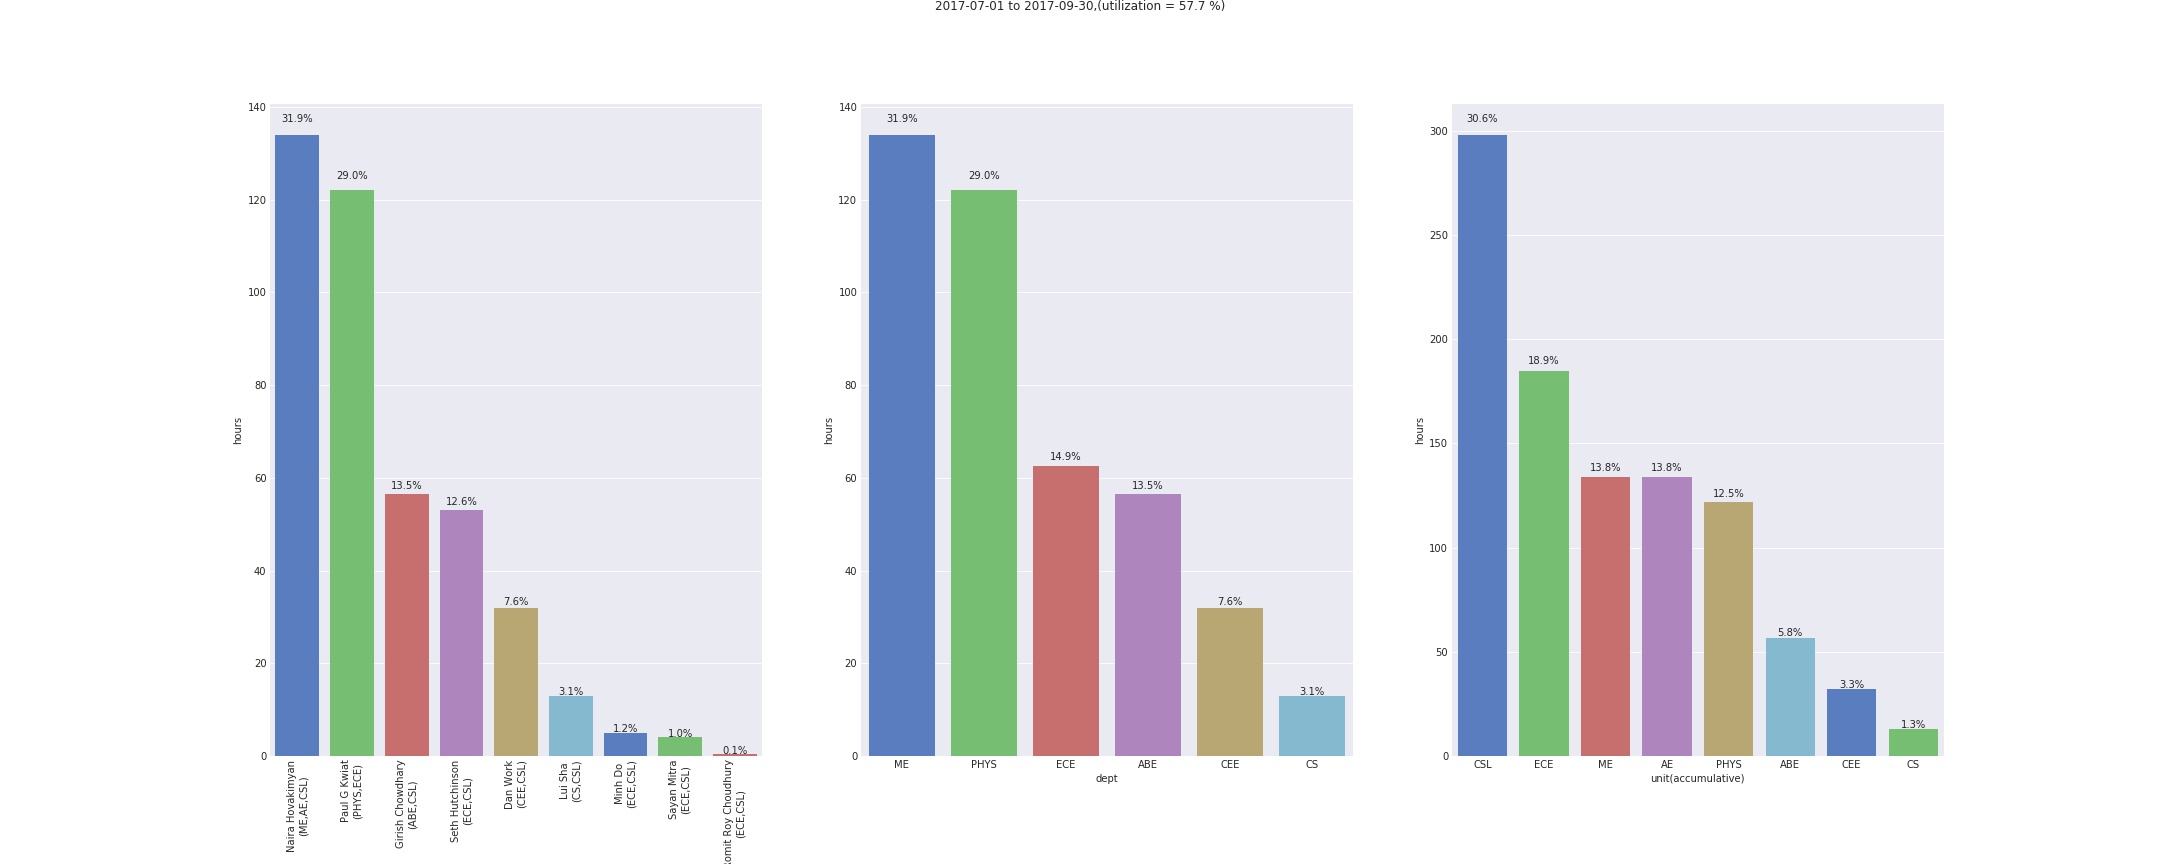 2017-07-01 to 2017-09-30,(utilization = 57.7 %)
140
120
100
80
60
40
20
0
hours
31.9%
29.0%
13.5%
12.6%
7.6%
3.1%
1.2%
1.0%
0.1%
Naira Hovakimyan
(ME,AE,CSL)
Paul G Kwiat
(PHYS,ECE)
Girish Chowdhary
(ABE,CSL)
Seth Hutchinson
(ECE,CSL)
Dan Work
(CEE,CSL)
Lui Sha
(CS,CSL)
Minh Do
(ECE,CSL)
Sayan Mitra
(ECE,CSL)
Roy Choudhury
(ECE,CSL)
140
120
100
80
60
40
20
0
hours
31.9%
29.0%
14.9%
13.5%
7.6%
3.1%
ME
PHYS
ECE
ABE
CEE
CS
dept
300
250
200
150
100
50
0
hours
30.6%
18.9%
13.8%
13.8%
12.5%
5.8%
3.3%
1.3%
CSL
ECE
ME
AE
PHYS
ABE
CEE
CS
unit(accumulative)